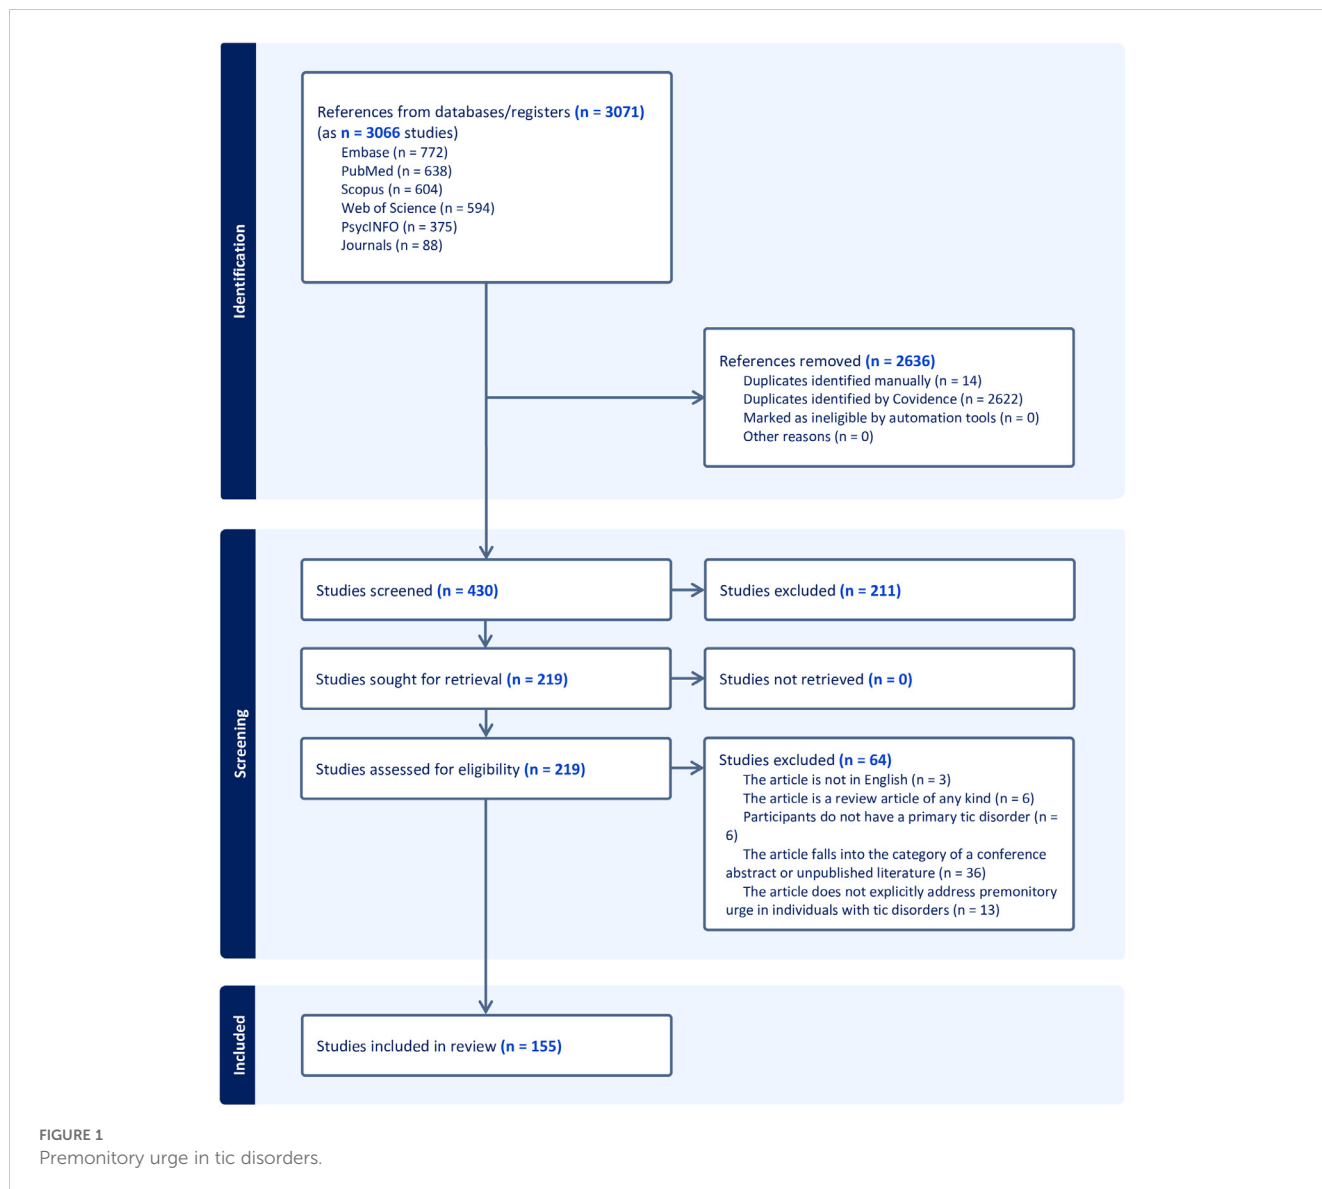 Identification
References from databases/registers (n = 3071)
(as n = 3066 studies)
Embase (n = 772)
PubMed (n = 638)
Scopus (n = 604)
Web of Science (n = 594)
PsycINFO (n = 375)
Journals (n = 88)
References removed (n = 2636)
Duplicates identified manually (n = 14)
Duplicates identified by Covidence (n = 2622)
Marked as ineligible by automation tools (n = 0)
Other reasons (n = 0)
Screening
Studies screened (n = 430)
Studies excluded (n = 211)
Studies sought for retrieval (n = 219)
Studies not retrieved (n = 0)
Studies assessed for eligibility (n = 219)
Studies excluded (n = 64)
The article is not in English (n = 3)
The article is a review article of any kind (n = 6)
Participants do not have a primary tic disorder (n =
6)
The article falls into the category of a conference
abstract or unpublished literature (n = 36)
The article does not explicitly address premonitory
urge in individuals with tic disorders (n = 13)
Included
Studies included in review (n = 155)
FIGURE 1
Premonitory urge in tic disorders.